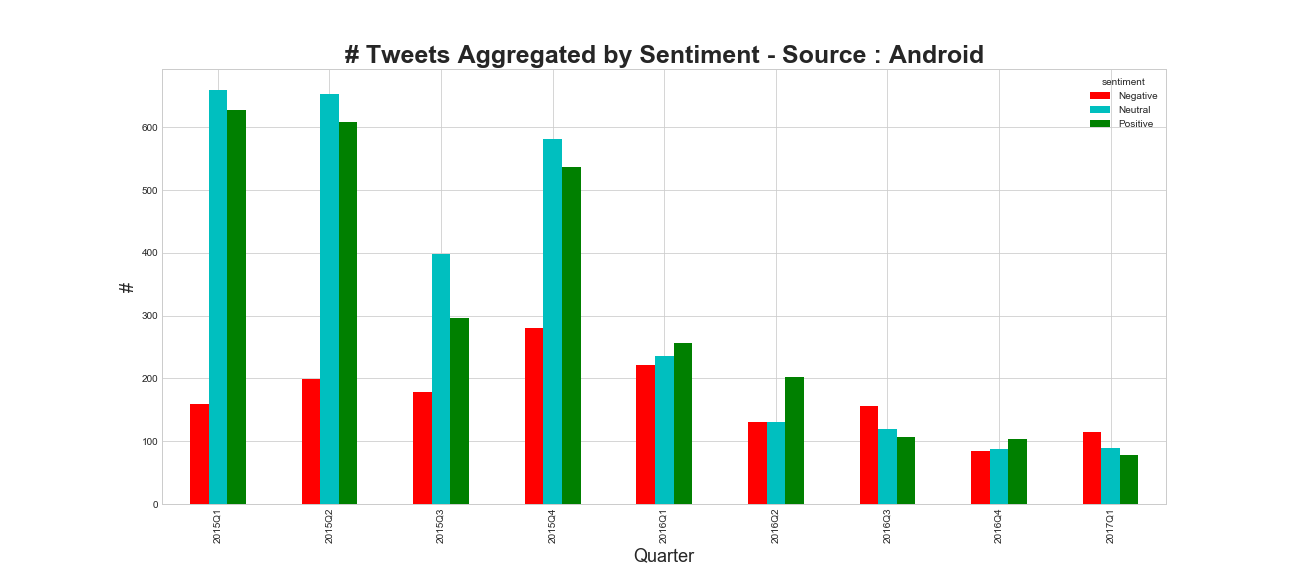 # Tweets Aggregated by Sentiment - Source : Android
sentiment
Negative
Neutral
Positive
600
500
400
300
200
100
0
#
2015Q1
2015Q2
2015Q3
2015Q4
2016Q1
2016Q2
2016Q3
2016Q4
2017Q1
Quarter